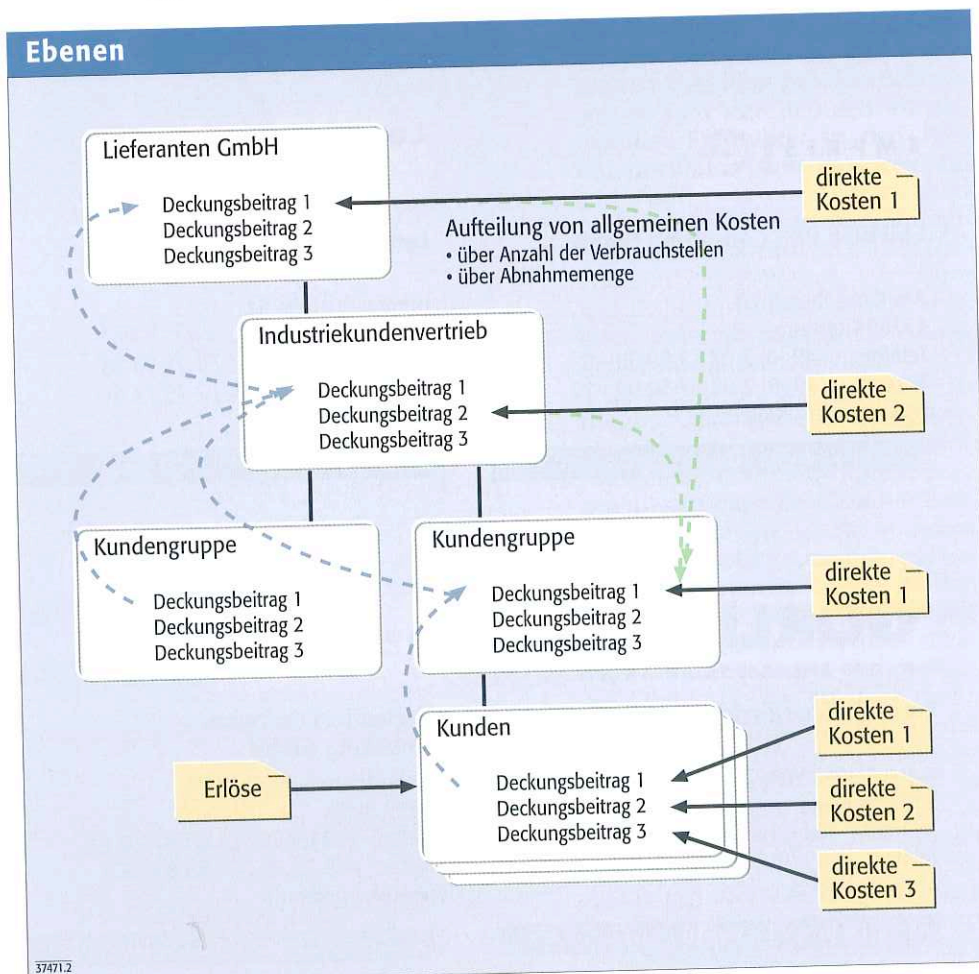 Ebenen
Lieferanten GmbH
Deckungsbeitrag 1
Deckungsbeitrag 2
Deckungsbeitrag 3
direkte
Kosten 1
Aufteilung von allgemeinen Kosten
• über Anzahl der Verbrauchstellen
• über Abnahmemenge
Industriekundenvertrieb
Deckungsbeitrag 1
Deckungsbeitrag 2
Deckungsbeitrag 3
direkte
Kosten 2
Kundengruppe
Deckungsbeitrag 1
Deckungsbeitrag 2
Deckungsbeitrag 3
Kundengruppe
Deckungsbeitrag 1
Deckungsbeitrag 2
Deckungsbeitrag 3
direkte
Kosten 1
Erlöse
Kunden
Deckungsbeitrag 1
Deckungsbeitrag 2
Deckungsbeitrag 3
direkte
Kosten 1
direkte
Kosten 2
direkte
Kosten 3
37471.2